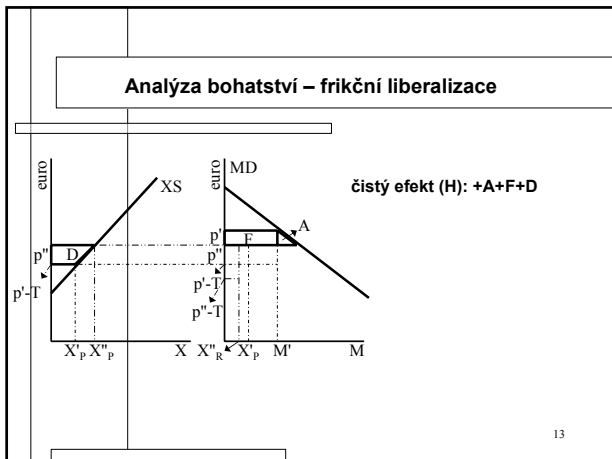 Analýza bohatství – frikční liberalizace
euro
XS
p''
D
p'-T
X'P X''P X
euro
MD
čistý efekt (H): +A+F+D
A
p'
F
p''
p'-T
p''-T
X''R X'P M' M
13